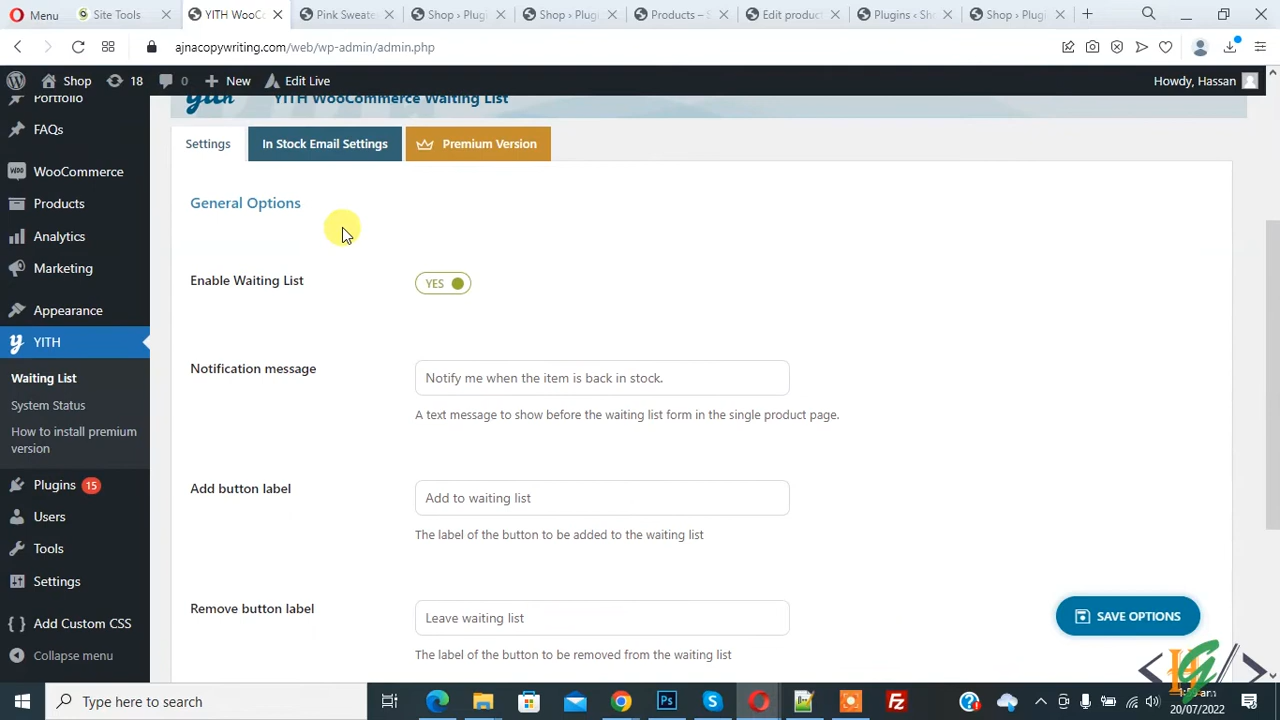 Menu
Site Tools
YITH WooCo
Pink Sweate
Shop › Plugi
Shop › Plugi
Products – S
Edit produc
Plugins ‹ Sho
Shop › Plugi
ajnacopywriting.com/web/wp-admin/admin.php
Shop
18
0
New
Edit Live
Howdy, Hassan
Portfolio
FAQs
WooCommerce
Products
Analytics
Marketing
Appearance
YITH
Waiting List
System Status
How to install premium
version
Plugins 15
Users
Tools
Settings
Add Custom CSS
Collapse menu
yith
YITH WooCommerce Waiting List
Settings
In Stock Email Settings
Premium Version
General Options
Enable Waiting List
YES
Notification message
Notify me when the item is back in stock.
A text message to show before the waiting list form in the single product page.
Add button label
Add to waiting list
The label of the button to be added to the waiting list
Remove button label
Leave waiting list
The label of the button to be removed from the waiting list
SAVE OPTIONS
Type here to search
20/07/2022